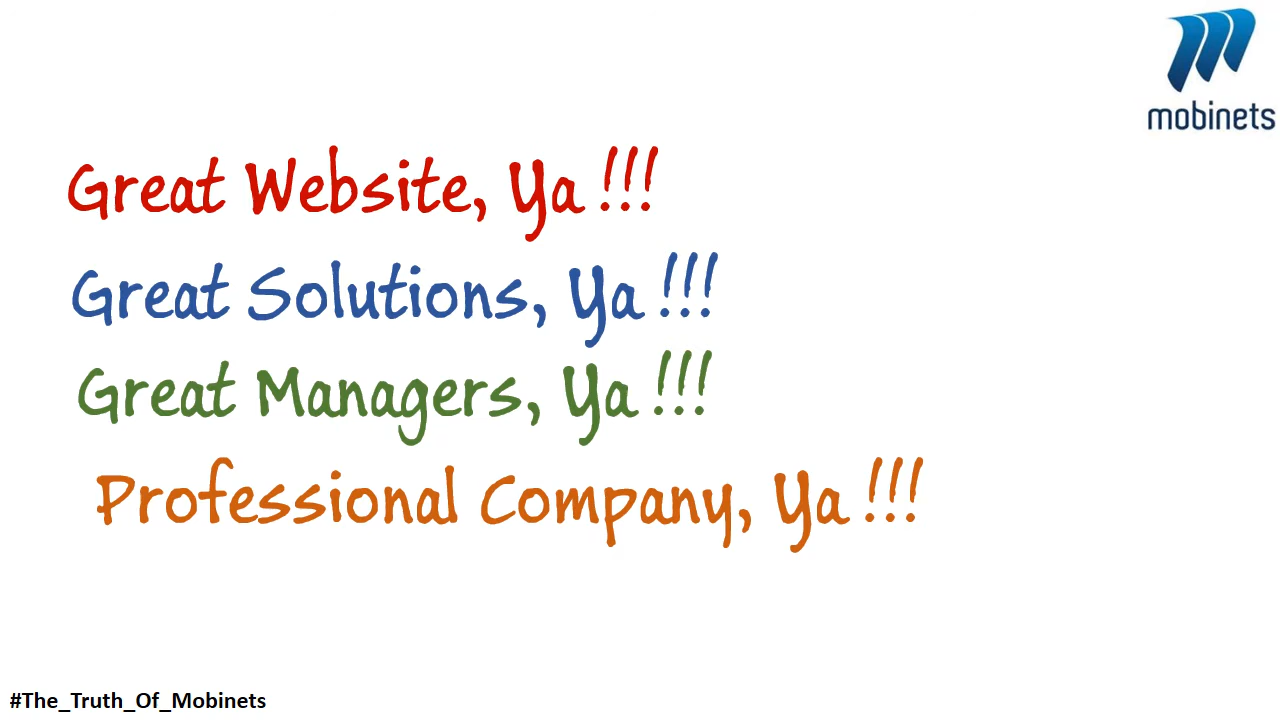 mobinets
Great Website, Ya !!!
Great Solutions, Ya !!!
Great Managers, Ya !!!
Professional Company, Ya !!!
#The_Truth_Of_Mobinets